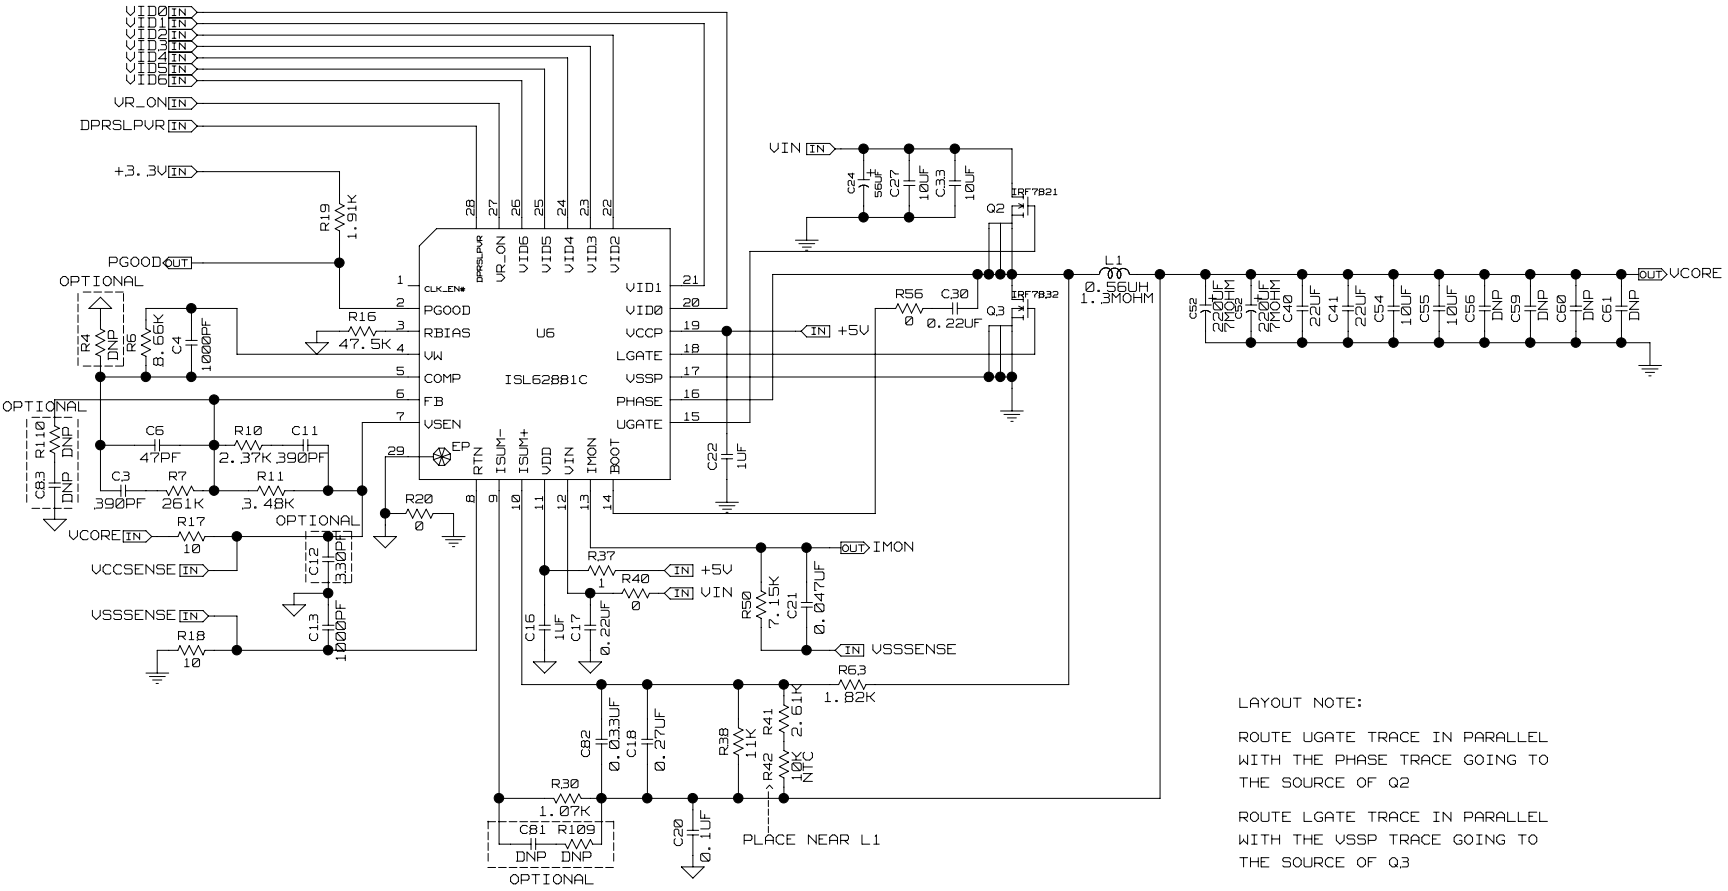 VID0 IN
VID1 IN
VID2 IN
VID3 IN
VID4 IN
VID5 IN
VID6 IN
VR_ON IN
DPRSLPVR IN
+3.3V IN
R19
1.91K
PGOOD OUT
OPTIONAL
R4
DNP
R6
8.66K
C4
1000PF
R16
47.5K
28
27
26
25
24
23
22
DPRSLPVR
VR_ON
VID6
VID5
VID4
VID3
VID2
1
CLK_EN#
2
PGOOD
3
RBIAS
4
VW
5
COMP
6
FB
7
VSEN
29
EP
U6
ISL62881C
VID1
21
VID0
20
VCCP
19
LGATE
18
VSSP
17
PHASE
16
UGATE
15
RTN
ISUM-
ISUM+
VDD
VIN
IMON
BOOT
8
9
10
11
12
13
14
OPTIONAL
R110
DNP
C83
DNP
C6
47PF
R10
2.37K
C11
390PF
C3
390PF
R7
261K
R11
3.48K
VCORE IN
R17
10
VCCSENSE IN
OPTIONAL
C12
330PF
VSSSENSE IN
R18
10
C13
1000PF
R20
0
VIN IN
C24
+
56UF
C27
10UF
C33
10UF
IRF7821
Q2
IN +5V
C22
1UF
R56
0
C30
0.22UF
IRF7832
Q3
L1
0.56UH
1.3MOHM
C52
+
220UF
7MOHM
C52
+
220UF
7MOHM
C40
22UF
C41
22UF
C54
10UF
C55
10UF
C56
DNP
C59
DNP
C60
DNP
C61
DNP
OUT VCORE
OUT IMON
R37
1
IN +5V
R40
0
IN VIN
C16
1UF
C17
0.22UF
R50
7.15K
C21
0.047UF
IN VSSSENSE
R63
1.82K
C82
0.033UF
C18
0.27UF
R38
11K
R41
2.61K
R42
10K
NTC
R30
1.07K
C81
DNP
R109
DNP
OPTIONAL
C20
0.1UF
PLACE NEAR L1
LAYOUT NOTE:
ROUTE UGATE TRACE IN PARALLEL
WITH THE PHASE TRACE GOING TO
THE SOURCE OF Q2
ROUTE LGATE TRACE IN PARALLEL
WITH THE VSSP TRACE GOING TO
THE SOURCE OF Q3